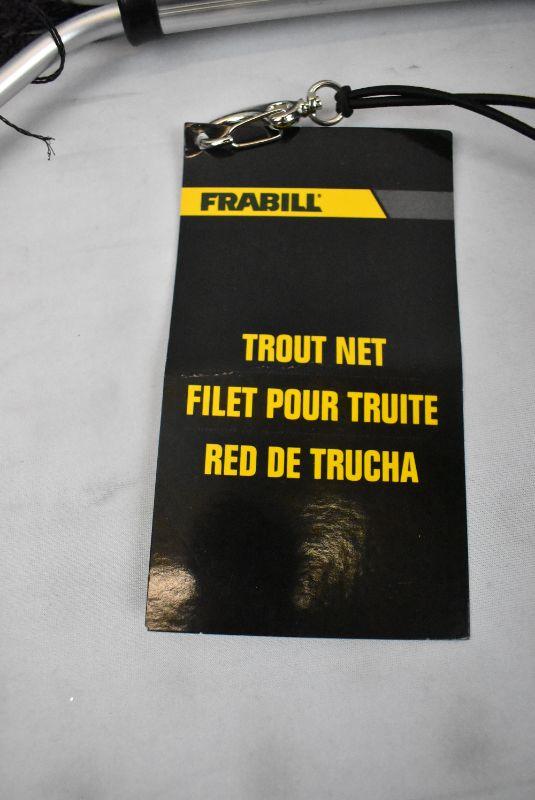 FRABILL
TROUT NET
FILET POUR TRUITE
RED DE TRUCHA